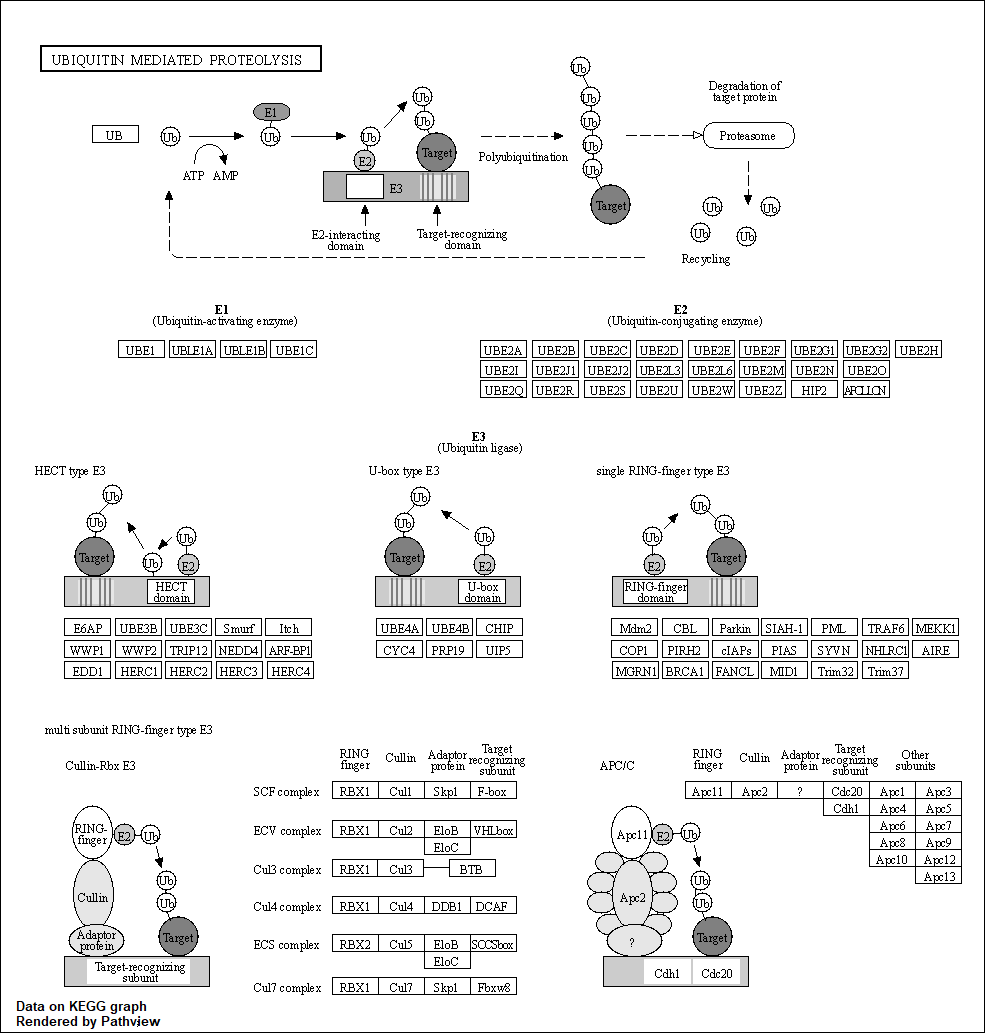 UBIQUITIN MEDIATED PROTEOLYSIS
UB
Ub
ATP AMP
E1
Ub
Ub
E2
E3
Ub
Ub
Target
E2-interacting
domain
Target-recognizing
domain
Polyubiquitination
Ub
Ub
Ub
Ub
Ub
Target
Degradation of
target protein
Proteasome
Ub
Ub
Ub
Ub
Recycling
E1
(Ubiquitin-activating enzyme)
UBE1 UBLE1A UBLE1B UBE1C
E2
(Ubiquitin-conjugating enzyme)
UBE2A UBE2B UBE2C UBE2D UBE2E UBE2F UBE2G1 UBE2G2 UBE2H
UBE2I UBE2J1 UBE2J2 UBE2L3 UBE2L6 UBE2M UBE2N UBE2O
UBE2Q UBE2R UBE2S UBE2U UBE2W UBE2Z HIP2 AFCLLCN
E3
(Ubiquitin ligase)
HECT type E3
Ub
Ub
Target
Ub
Ub
E2
HECT
domain
E6AP UBE3B UBE3C Smurf Itch
WWP1 WWP2 TRIP12 NEDD4 ARF-BP1
EDD1 HERC1 HERC2 HERC3 HERC4
U-box type E3
Ub
Ub
Target
Ub
E2
U-box
domain
UBE4A UBE4B CHIP
CYC4 PRP19 UIP5
single RING-finger type E3
Ub
E2
Ub
Ub
Target
RING-finger
domain
Mdm2 CBL Parkin SIAH-1 PML TRAF6 MEKK1
COP1 PIRH2 cIAPs PIAS SYVN NHLRC1 AIRE
MGRN1 BRCA1 FANCL MID1 Trim32 Trim37
multi subunit RING-finger type E3
Cullin-Rbx E3
RING-
finger
E2
Ub
Cullin
Ub
Ub
Adaptor
protein
Target
Target-recognizing
subunit
RING
finger
Cullin
Adaptor
protein
Target
recognizing
subunit
SCF complex RBX1 Cul1 Skp1 F-box
ECV complex RBX1 Cul2 EloB VHLbox
EloC
Cul3 complex RBX1 Cul3 BTB
Cul4 complex RBX1 Cul4 DDB1 DCAF
ECS complex RBX2 Cul5 EloB SOCSbox
EloC
Cul7 complex RBX1 Cul7 Skp1 Fbxw8
APC/C
RING
finger
Cullin
Adaptor
protein
Target
recognizing
subunit
Other
subunits
Apc11 Apc2 ? Cdc20 Apc1 Apc3
Cdh1 Apc4 Apc5
Apc6 Apc7
Apc8 Apc9
Apc10 Apc12
Apc13
Apc11
E2
Ub
Apc2
Ub
Ub
?
Target
Cdh1 Cdc20
Data on KEGG graph
Rendered by Pathview